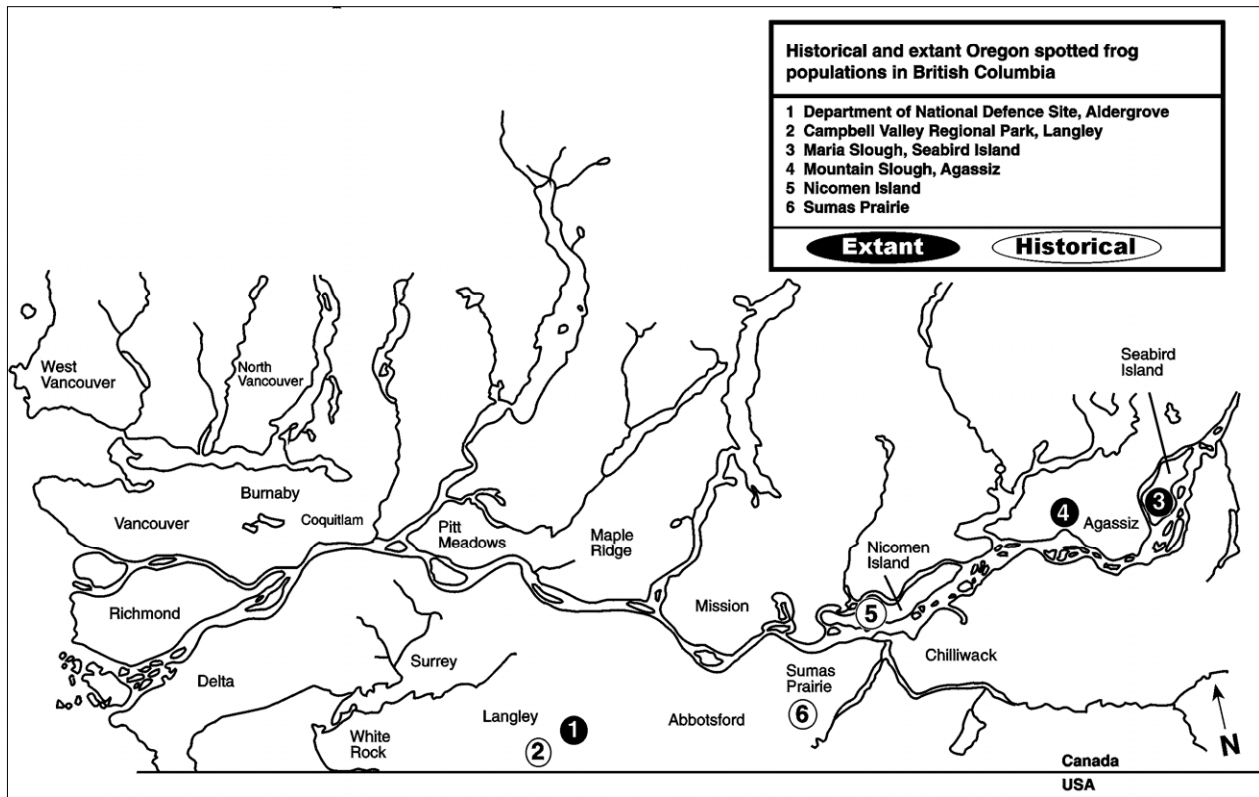 Historical and extant Oregon spotted frog
populations in British Columbia
1 Department of National Defence Site, Aldergrove
2 Campbell Valley Regional Park, Langley
3 Maria Slough, Seabird Island
4 Mountain Slough, Agassiz
5 Nicomen Island
6 Sumas Prairie
Extant Historical
Seabird
Island
West
Vancouver
North
Vancouver
Burnaby
Vancouver
Coquitlam
Pitt
Meadows
Maple
Ridge
3
4
Agassiz
Nicomen
Island
Richmond
Mission
5
Chilliwack
Delta
Surrey
Sumas
Prairie
6
Langley
1
Abbotsford
White
Rock
2
N
Canada
USA